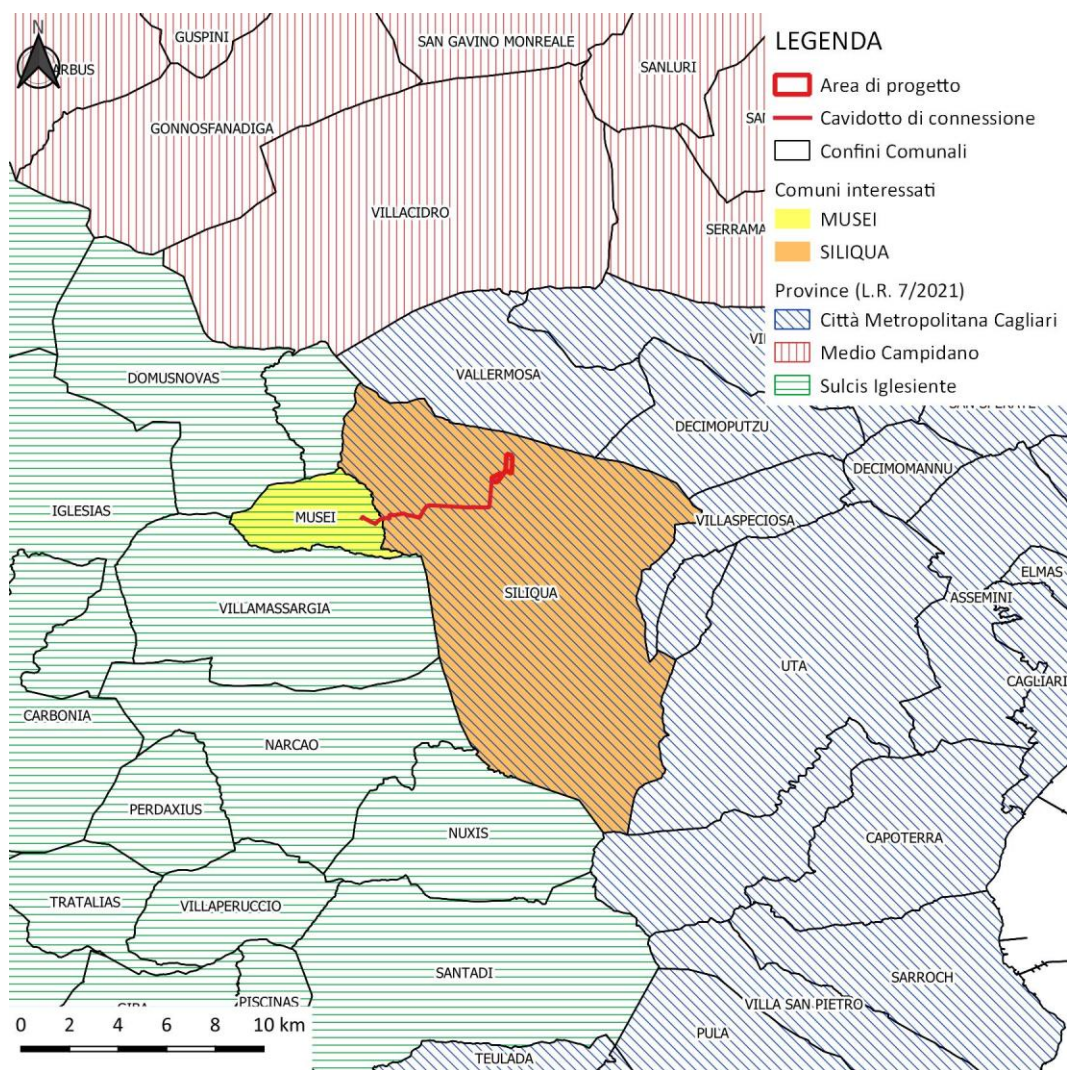 N
GUSPINI
SAN GAVINO MONREALE
ARBUS
SANLURI
GONNOSFANADIGA
SA
VILLACIDRO
SERRAMA
LEGENDA
Area di progetto
Cavidotto di connessione
Confini Comunali
Comuni interessati
MUSEI
SILIQUA
Province (L.R. 7/2021)
Città Metropolitana Cagliari
Medio Campidano
Sulcis Iglesiente
VI
DOMUSNOVAS
VALLERMOSA
DECIMOPUTZU
DECIMOMANNU
IGLESIAS
MUSEI
VILLASPECIOSA
ELMAS
SILIQUA
ASSEMINI
VILLAMASSARGIA
UTA
CAGLIARI
CARBONIA
NARCAO
PERDAXIUS
NUXIS
CAPOTERRA
TRATALIAS
VILLAPERUCCIO
SANTADI
SARROCH
PISCINAS
VILLA SAN PIETRO
PULA
TEULADA
0 2 4 6 8 10 km